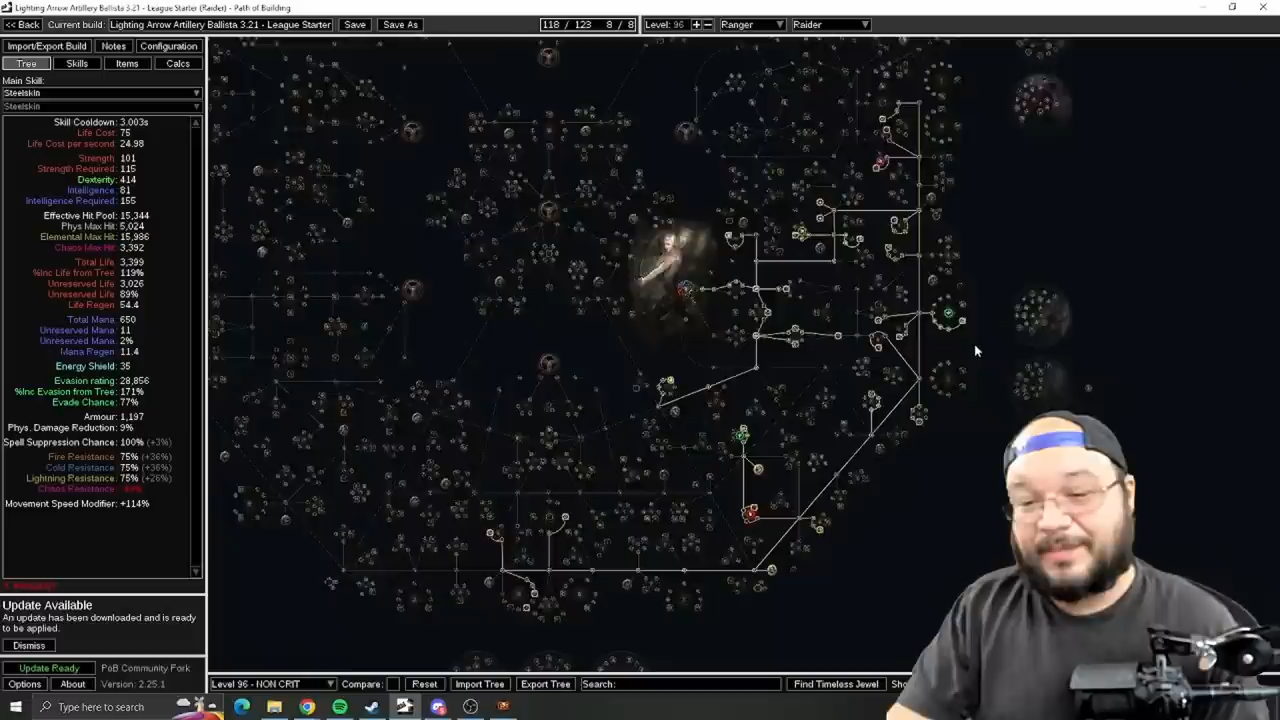 Lighting Arrow Artillery Ballista 3.21 - League Starter (Raider) - Path of Building
<< Back
Current build:
Lighting Arrow Artillery Ballista 3.21 - League Starter
Save
Save As
118 / 123 8 / 8
Level: 96
+
Ranger
Raider
Import/Export Build
Notes
Configuration
Tree
Skills
Items
Calcs
Main Skill:
Steelskin
Steelskin
Skill Cooldown: 3.003s
Life Cost: 75
Life Cost per second: 24.98
Strength: 101
Strength Required: 115
Dexterity: 414
Intelligence: 81
Intelligence Required: 155
Effective Hit Pool: 15,344
Phys Max Hit: 5,024
Elemental Max Hit: 15,986
Chaos Max Hit: 3,392
Total Life: 3,399
%Inc Life from Tree: 119%
Unreserved Life: 3,026
Unreserved Life: 89%
Life Regen: 54.4
Total Mana: 650
Unreserved Mana: 11
Unreserved Mana: 2%
Mana Regen: 11.4
Energy Shield: 35
Evasion rating: 28,856
%Inc Evasion from Tree: 171%
Evade Chance: 77%
Armour: 1,197
Phys. Damage Reduction: 9%
Spell Suppression Chance: 100% (+3%)
Fire Resistance: 75% (+36%)
Cold Resistance: 75% (+36%)
Lightning Resistance: 75% (+26%)
Chaos Resistance:
Movement Speed Modifier: +114%
Update Available
An update has been downloaded and is ready
to be applied.
Dismiss
Update Ready
PoB Community Fork
Options
About
Version: 2.25.1
Level 96 - NON CRIT
Compare:
Reset
Import Tree
Export Tree
Search:
Find Timeless Jewel
Type here to search